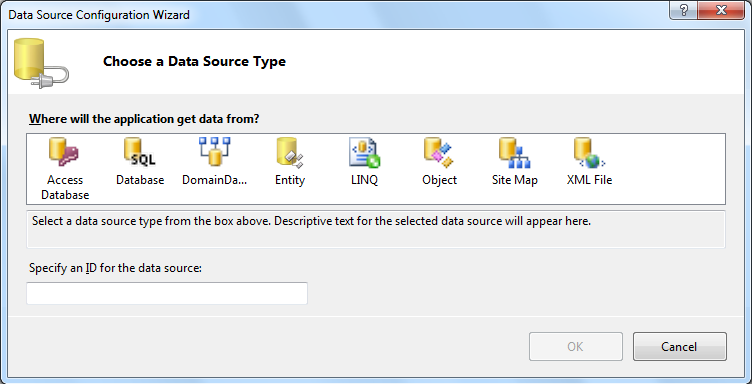 Data Source Configuration Wizard
?
Choose a Data Source Type
Where will the application get data from?
SQL
Access Database
Database
DomainDa...
Entity
LINQ
Object
Site Map
XML File
Select a data source type from the box above. Descriptive text for the selected data source will appear here.
Specify an ID for the data source:
OK
Cancel